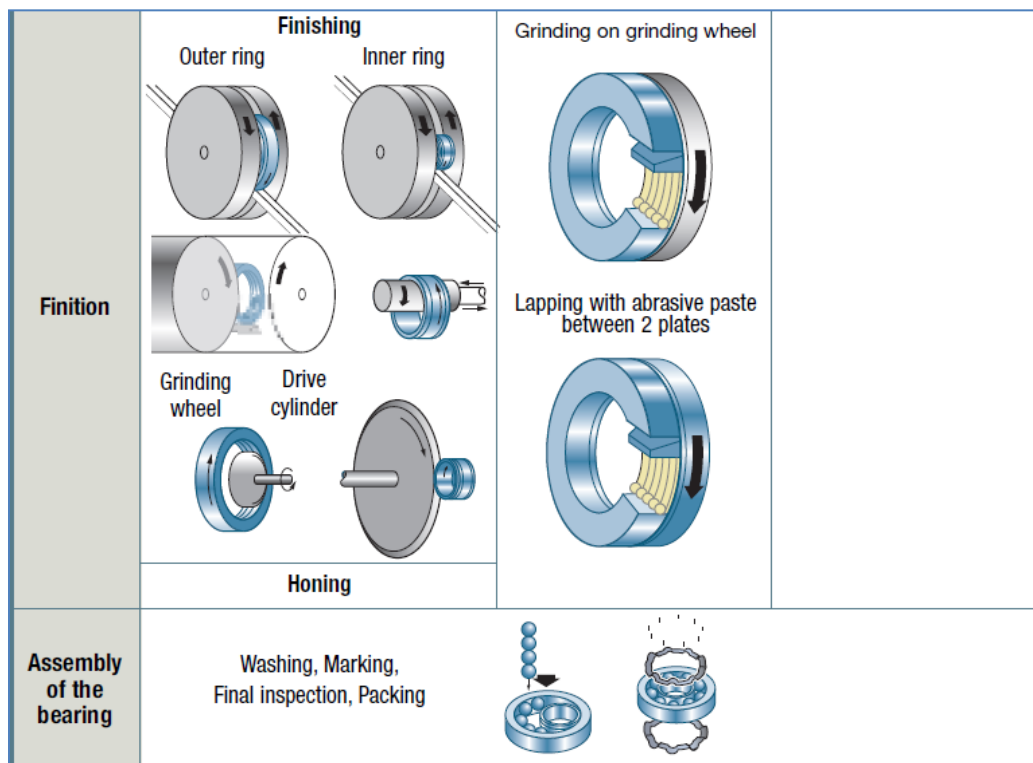 Finition
Finishing
Outer ring
Inner ring
Grinding
wheel
Drive
cylinder
Honing
Grinding on grinding wheel
Lapping with abrasive paste
between 2 plates
Assembly
of the
bearing
Washing, Marking,
Final inspection, Packing